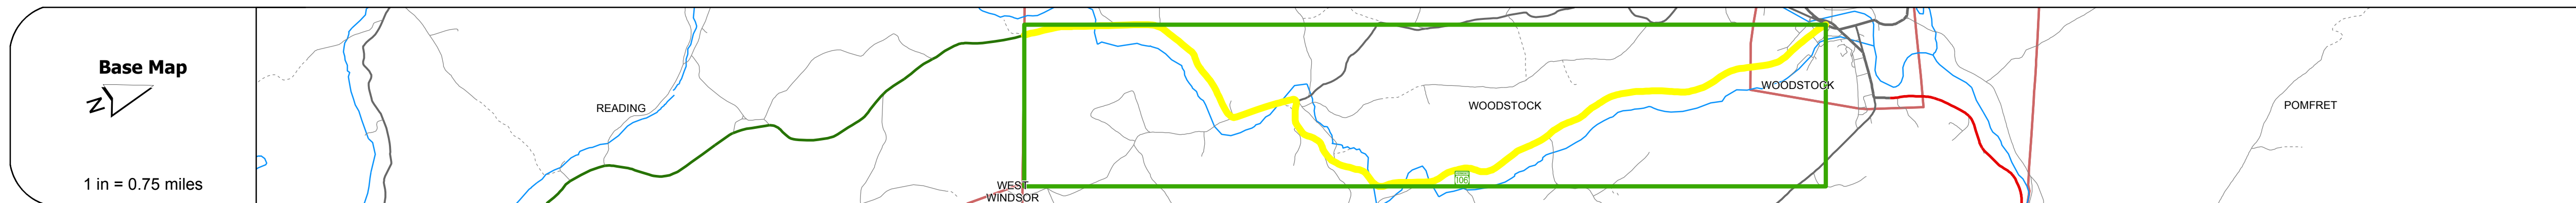 Base Map
N
1 in = 0.75 miles
READING
WEST
WINDSOR
106
WOODSTOCK
WOODSTOCK
POMFRET